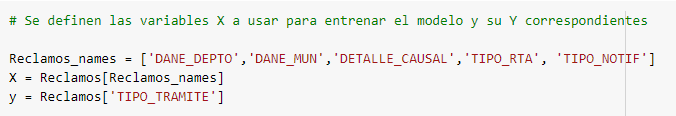 # Se definen las variables X a usar para entrenar el modelo y su Y correspondientes
Reclamos_names = ['DANE_DEPTO','DANE_MUN','DETALLE_CAUSAL','TIPO_RTA', 'TIPO_NOTIF']
X = Reclamos[Reclamos_names]
y = Reclamos['TIPO_TRAMITE']